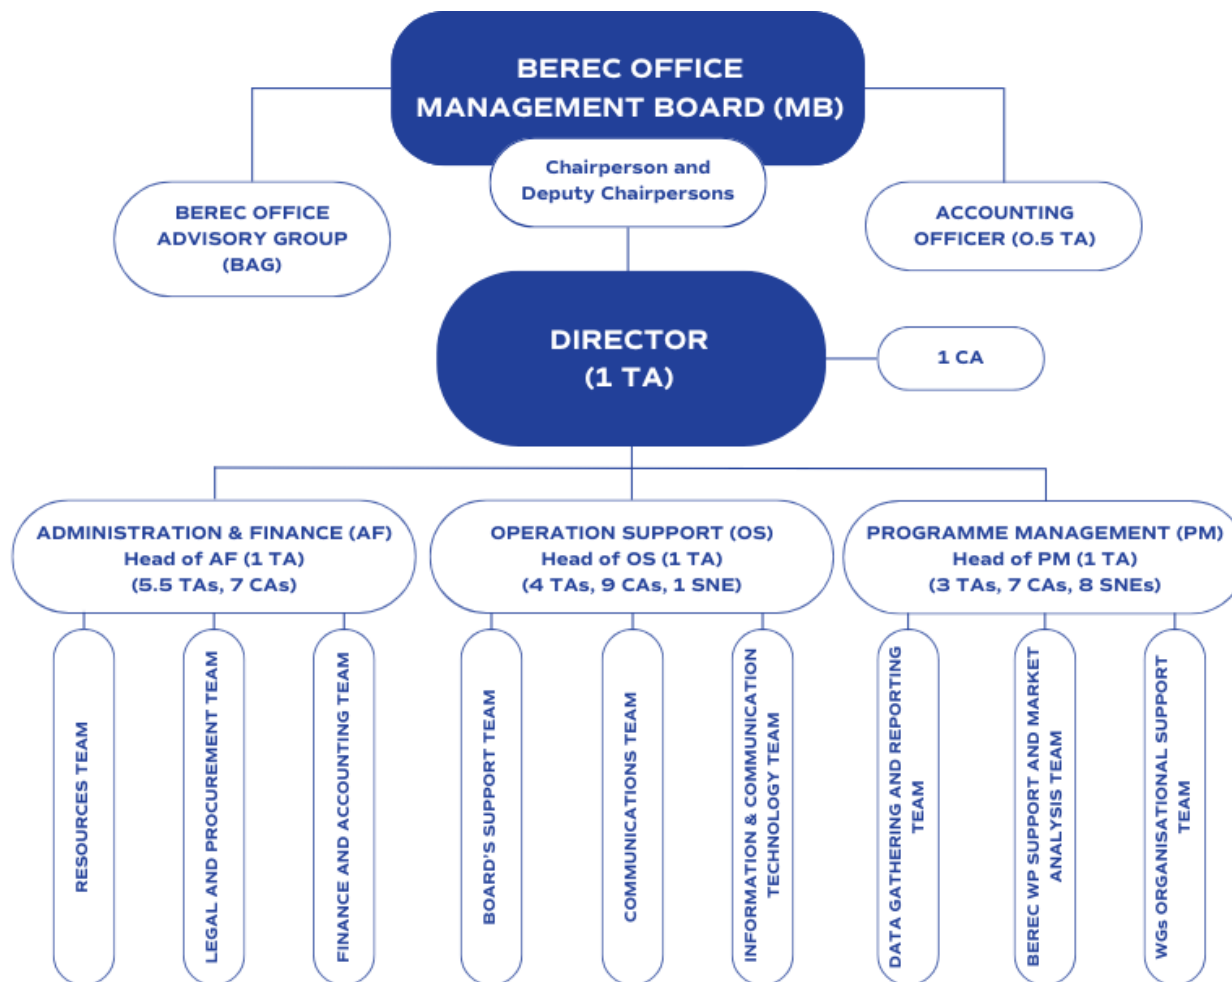 BEREC OFFICE
MANAGEMENT BOARD (MB)
Chairperson and
Deputy Chairpersons
BEREC OFFICE
ADVISORY GROUP
(BAG)
ACCOUNTING
OFFICER (0.5 TA)
DIRECTOR
(1 TA)
1 CA
ADMINISTRATION & FINANCE (AF)
Head of AF (1 TA)
(5.5 TAs, 7 CAs)
OPERATION SUPPORT (OS)
Head of OS (1 TA)
(4 TAs, 9 CAs, 1 SNE)
PROGRAMME MANAGEMENT (PM)
Head of PM (1 TA)
(3 TAs, 7 CAs, 8 SNEs)
RESOURCES TEAM
LEGAL AND PROCUREMENT TEAM
FINANCE AND ACCOUNTING TEAM
BOARD'S SUPPORT TEAM
COMMUNICATIONS TEAM
INFORMATION & COMMUNICATION
TECHNOLOGY TEAM
DATA GATHERING AND REPORTING
TEAM
BEREC WP SUPPORT AND MARKET
ANALYSIS TEAM
WGs ORGANISATIONAL SUPPORT
TEAM